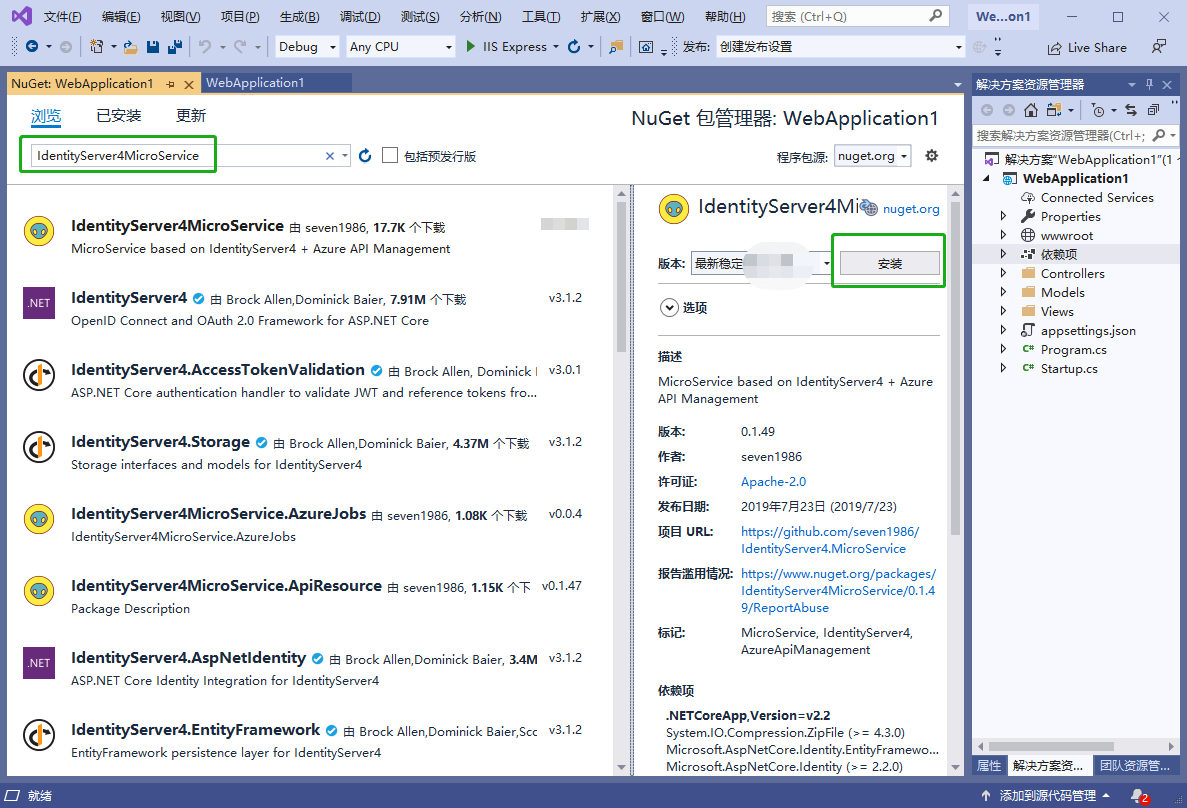 文件(F) 编辑(E) 视图(V) 项目(P) 生成(B) 调试(D) 测试(S) 分析(N) 工具(T) 扩展(X) 窗口(W) 帮助(H) 搜索 (Ctrl+Q) We...on1
Debug Any CPU IIS Express 发布: 创建发布设置 Live Share
NuGet: WebApplication1 WebApplication1
浏览 已安装 更新
NuGet 包管理器: WebApplication1
IdentityServer4MicroService
包括预发行版
程序包源: nuget.org
IdentityServer4MicroService 由 seven1986, 17.7K 个下载
MicroService based on IdentityServer4 + Azure API Management
.NET
IdentityServer4 由 Brock Allen,Dominick Baier, 7.91M 个下载 v3.1.2
OpenID Connect and OAuth 2.0 Framework for ASP.NET Core
IdentityServer4.AccessTokenValidation 由 Brock Allen, Dominick v3.0.1
ASP.NET Core authentication handler to validate JWT and reference tokens fro...
IdentityServer4.Storage 由 Brock Allen,Dominick Baier, 4.37M 个下载 v3.1.2
Storage interfaces and models for IdentityServer4
IdentityServer4MicroService.AzureJobs 由 seven1986, 1.08K 个下载 v0.0.4
IdentityServer4MicroService.AzureJobs
IdentityServer4MicroService.ApiResource 由 seven1986, 1.15K 个下 v0.1.47
Package Description
.NET
IdentityServer4.AspNetIdentity 由 Brock Allen,Dominick Baier, 3.4M v3.1.2
ASP.NET Core Identity Integration for IdentityServer4
IdentityServer4.EntityFramework 由 Brock Allen,Dominick Baier,Scc v3.1.2
EntityFramework persistence layer for IdentityServer4
IdentityServer4Mi nuget.org
版本: 最新稳定 安装
选项
描述
MicroService based on IdentityServer4 + Azure
API Management
版本: 0.1.49
作者: seven1986
许可证: Apache-2.0
发布日期: 2019年7月23日 (2019/7/23)
项目 URL: https://github.com/seven1986/
IdentityServer4.MicroService
报告滥用情况: https://www.nuget.org/packages/
IdentityServer4MicroService/0.1.4
9/ReportAbuse
标记: MicroService, IdentityServer4,
AzureApiManagement
依赖项
.NETCoreApp,Version=v2.2
System.IO.Compression.ZipFile (>= 4.3.0)
Microsoft.AspNetCore.Identity.EntityFramewo...
Microsoft.AspNetCore.Identity (>= 2.2.0)
解决方案资源管理器
搜索解决方案资源管理器(Ctrl+;
解决方案"WebApplication1"(1
WebApplication1
Connected Services
Properties
wwwroot
依赖项
Controllers
Models
Views
appsettings.json
C# Program.cs
C# Startup.cs
属性 解决方案资... 团队资源管...
就绪 添加到源代码管理 2